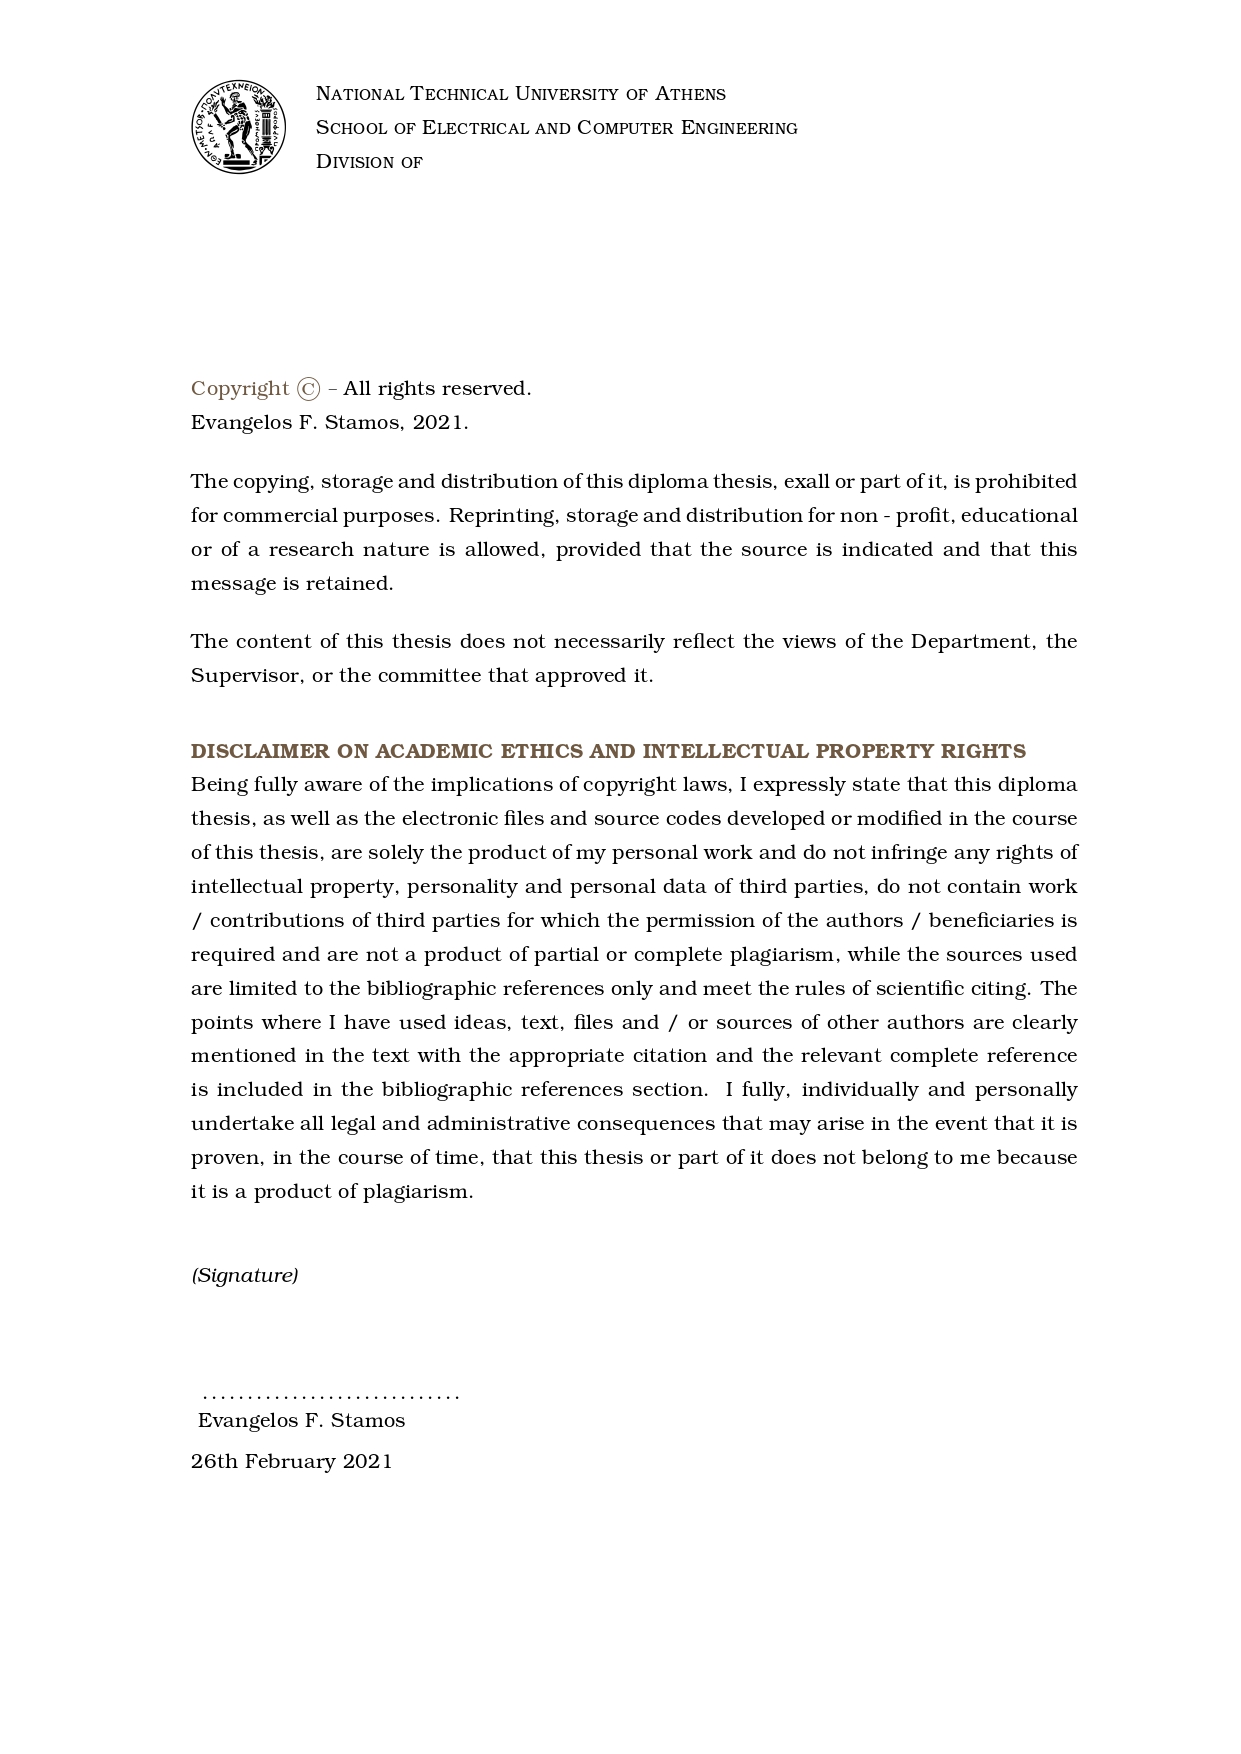 ΕΘΝ·ΜΕΤΣΟΒ·ΠΟΛΥΤΕΧΝΕΙΟΝ
NATIONAL TECHNICAL UNIVERSITY OF ATHENS
SCHOOL OF ELECTRICAL AND COMPUTER ENGINEERING
DIVISION OF
Copyright © – All rights reserved.
Evangelos F. Stamos, 2021.
The copying, storage and distribution of this diploma thesis, exall or part of it, is prohibited
for commercial purposes. Reprinting, storage and distribution for non - profit, educational
or of a research nature is allowed, provided that the source is indicated and that this
message is retained.
The content of this thesis does not necessarily reflect the views of the Department, the
Supervisor, or the committee that approved it.
DISCLAIMER ON ACADEMIC ETHICS AND INTELLECTUAL PROPERTY RIGHTS
Being fully aware of the implications of copyright laws, I expressly state that this diploma
thesis, as well as the electronic files and source codes developed or modified in the course
of this thesis, are solely the product of my personal work and do not infringe any rights of
intellectual property, personality and personal data of third parties, do not contain work
/ contributions of third parties for which the permission of the authors / beneficiaries is
required and are not a product of partial or complete plagiarism, while the sources used
are limited to the bibliographic references only and meet the rules of scientific citing. The
points where I have used ideas, text, files and / or sources of other authors are clearly
mentioned in the text with the appropriate citation and the relevant complete reference
is included in the bibliographic references section. I fully, individually and personally
undertake all legal and administrative consequences that may arise in the event that it is
proven, in the course of time, that this thesis or part of it does not belong to me because
it is a product of plagiarism.
(Signature)
.............................
Evangelos F. Stamos
26th February 2021